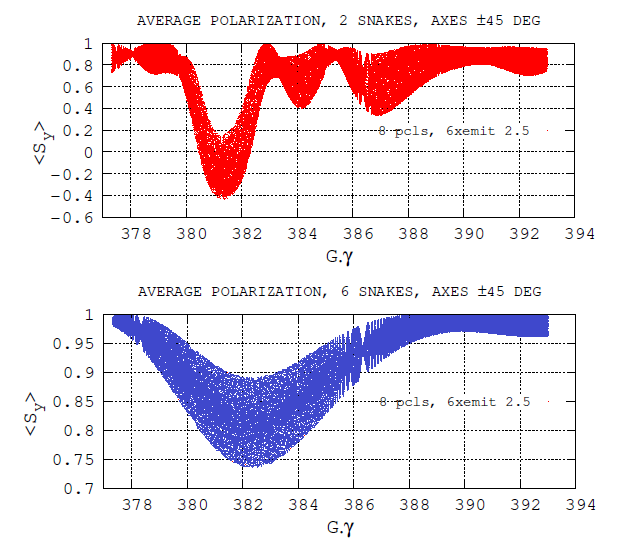 AVERAGE POLARIZATION, 2 SNAKES, AXES ±45 DEG
1
0.8
0.6
0.4
0.2
0
-0.2
-0.4
-0.6
<Sy>
8 pcls, 6xemit 2.5
378 380 382 384 386 388 390 392 394
G.γ
AVERAGE POLARIZATION, 6 SNAKES, AXES ±45 DEG
1
0.95
0.9
0.85
0.8
0.75
0.7
<Sy>
8 pcls, 6xemit 2.5
378 380 382 384 386 388 390 392 394
G.γ